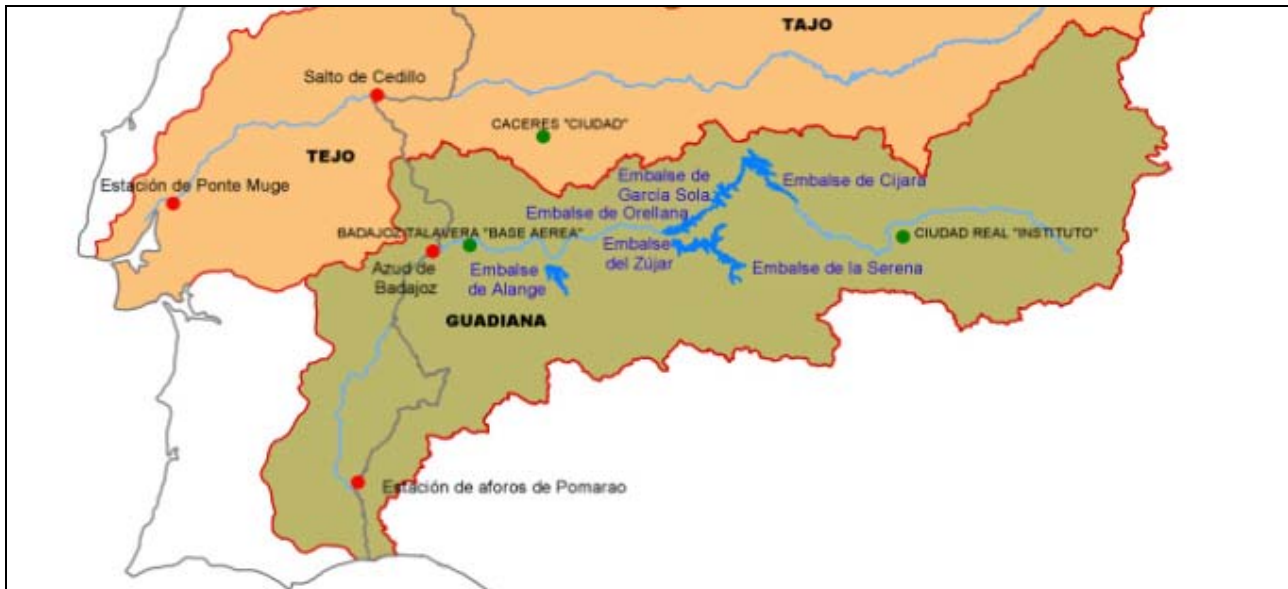 TAJO
Salto de Cedillo
CACERES "CIUDAD"
TEJO
Estación de Ponte Muge
Embalse de
García Sola
Embalse de Cijara
Embalse de Orellana
BADAJOZ/TALAVERA "BASE AEREA"
CIUDAD REAL "INSTITUTO"
Embalse
del Zújar
Azud de
Badajoz
Embalse
de Alange
Embalse de la Serena
GUADIANA
Estación de aforos de Pomarao